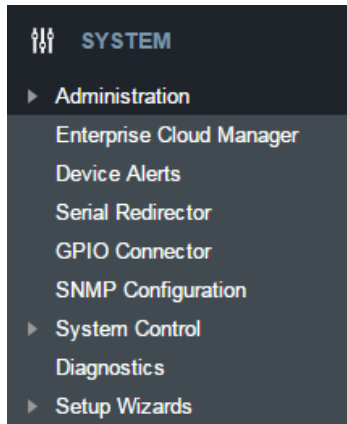 SYSTEM
Administration
Enterprise Cloud Manager
Device Alerts
Serial Redirector
GPIO Connector
SNMP Configuration
System Control
Diagnostics
Setup Wizards